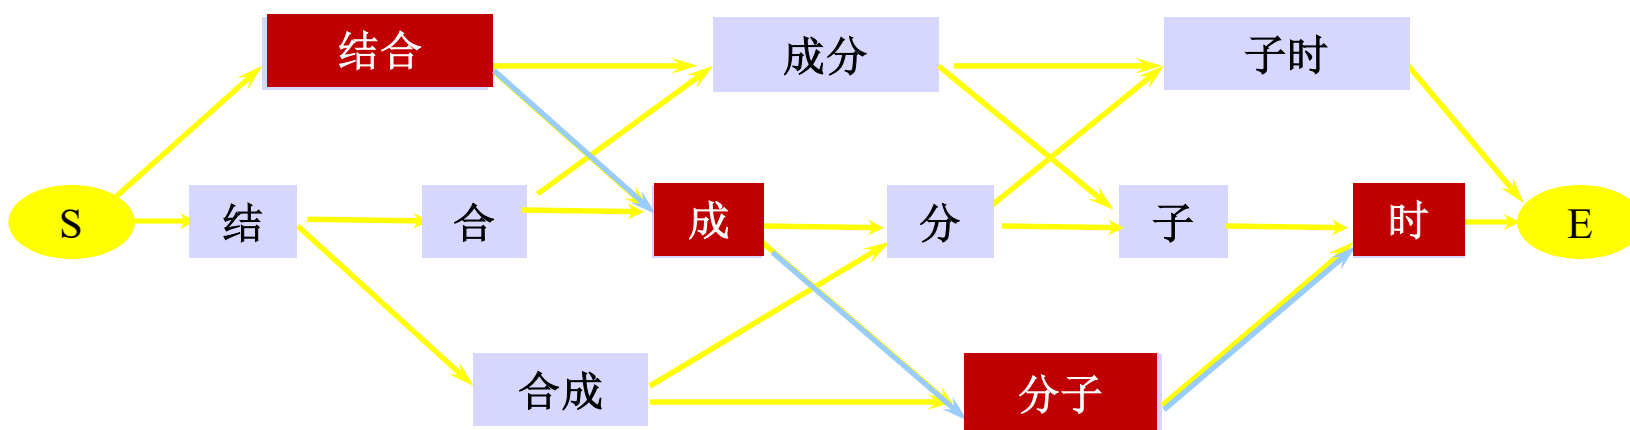 结合
成分
子时
S
结
合
成
分
子
时
E
合成
分子